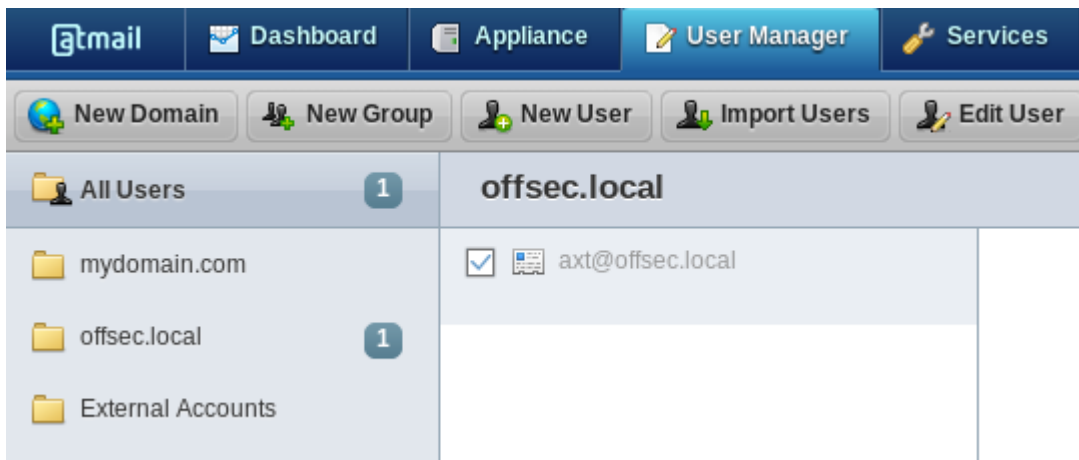 atmail Dashboard Appliance User Manager Services
New Domain New Group New User Import Users Edit User
All Users 1
offsec.local
mydomain.com
axt@offsec.local
offsec.local 1
External Accounts